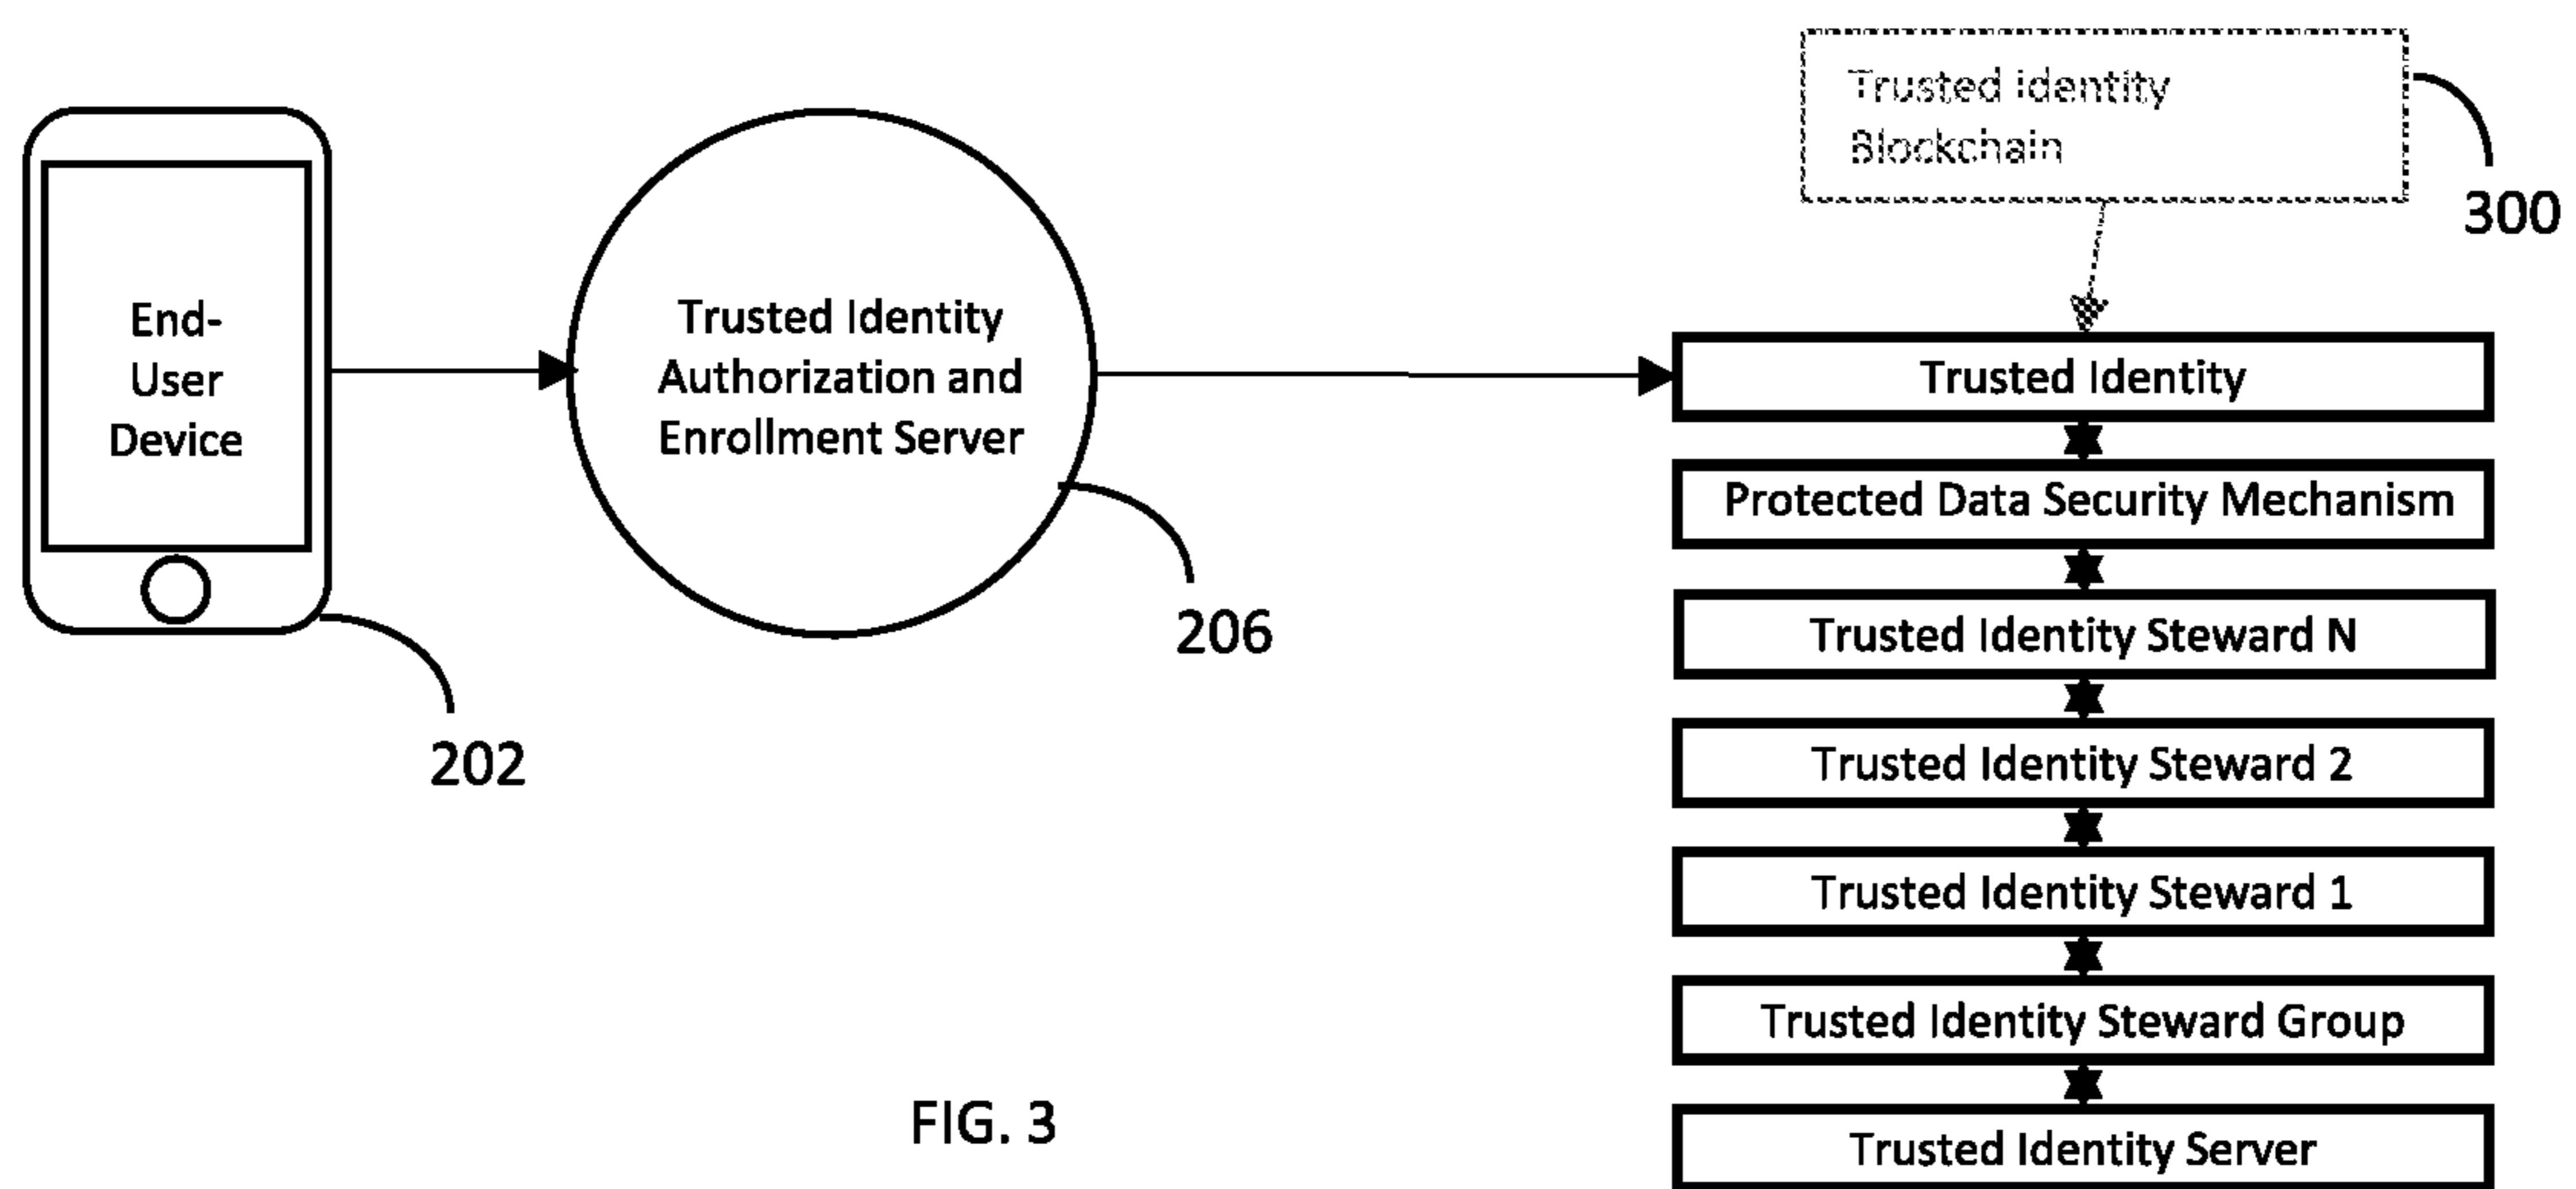 Trusted Identity
Blockchain
300
End-
User
Device
202
Trusted Identity
Authorization and
Enrollment Server
206
Trusted Identity
Protected Data Security Mechanism
Trusted Identity Steward N
Trusted Identity Steward 2
Trusted Identity Steward 1
Trusted Identity Steward Group
Trusted Identity Server
FIG. 3